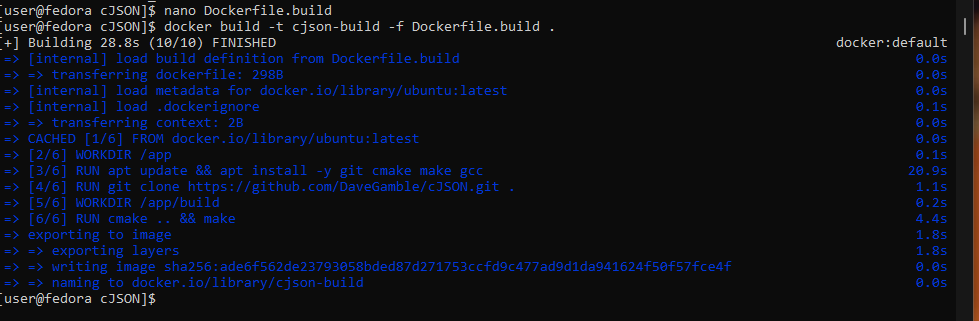 [user@fedora cJSON]$ nano Dockerfile.build
[user@fedora cJSON]$ docker build -t cjson-build -f Dockerfile.build .
[+] Building 28.8s (10/10) FINISHED docker:default
=> [internal] load build definition from Dockerfile.build 0.0s
=> => transferring dockerfile: 298B 0.0s
=> [internal] load metadata for docker.io/library/ubuntu:latest 0.0s
=> [internal] load .dockerignore 0.1s
=> => transferring context: 2B 0.0s
=> CACHED [1/6] FROM docker.io/library/ubuntu:latest 0.0s
=> [2/6] WORKDIR /app 0.1s
=> [3/6] RUN apt update && apt install -y git cmake make gcc 20.9s
=> [4/6] RUN git clone https://github.com/DaveGamble/cJSON.git . 1.1s
=> [5/6] WORKDIR /app/build 0.2s
=> [6/6] RUN cmake .. && make 4.4s
=> exporting to image 1.8s
=> => exporting layers 1.8s
=> => writing image sha256:ade6f562de23793058bded87d271753ccfd9c477ad9d1da941624f50f57fce4f 0.0s
=> => naming to docker.io/library/cjson-build 0.0s
[user@fedora cJSON]$